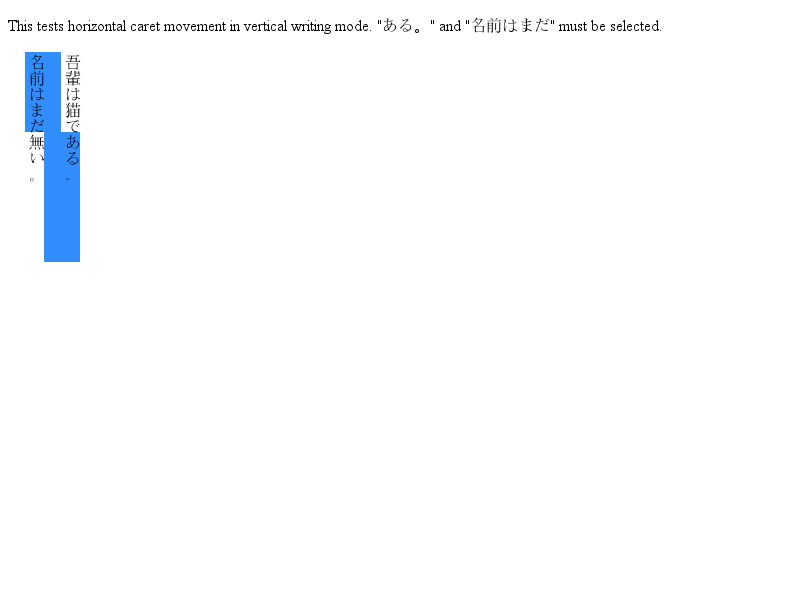 This tests horizontal caret movement in vertical writing mode. "ある。" and "名前はまだ" must be selected.
吾輩は猫である。
名前はまだ無い。